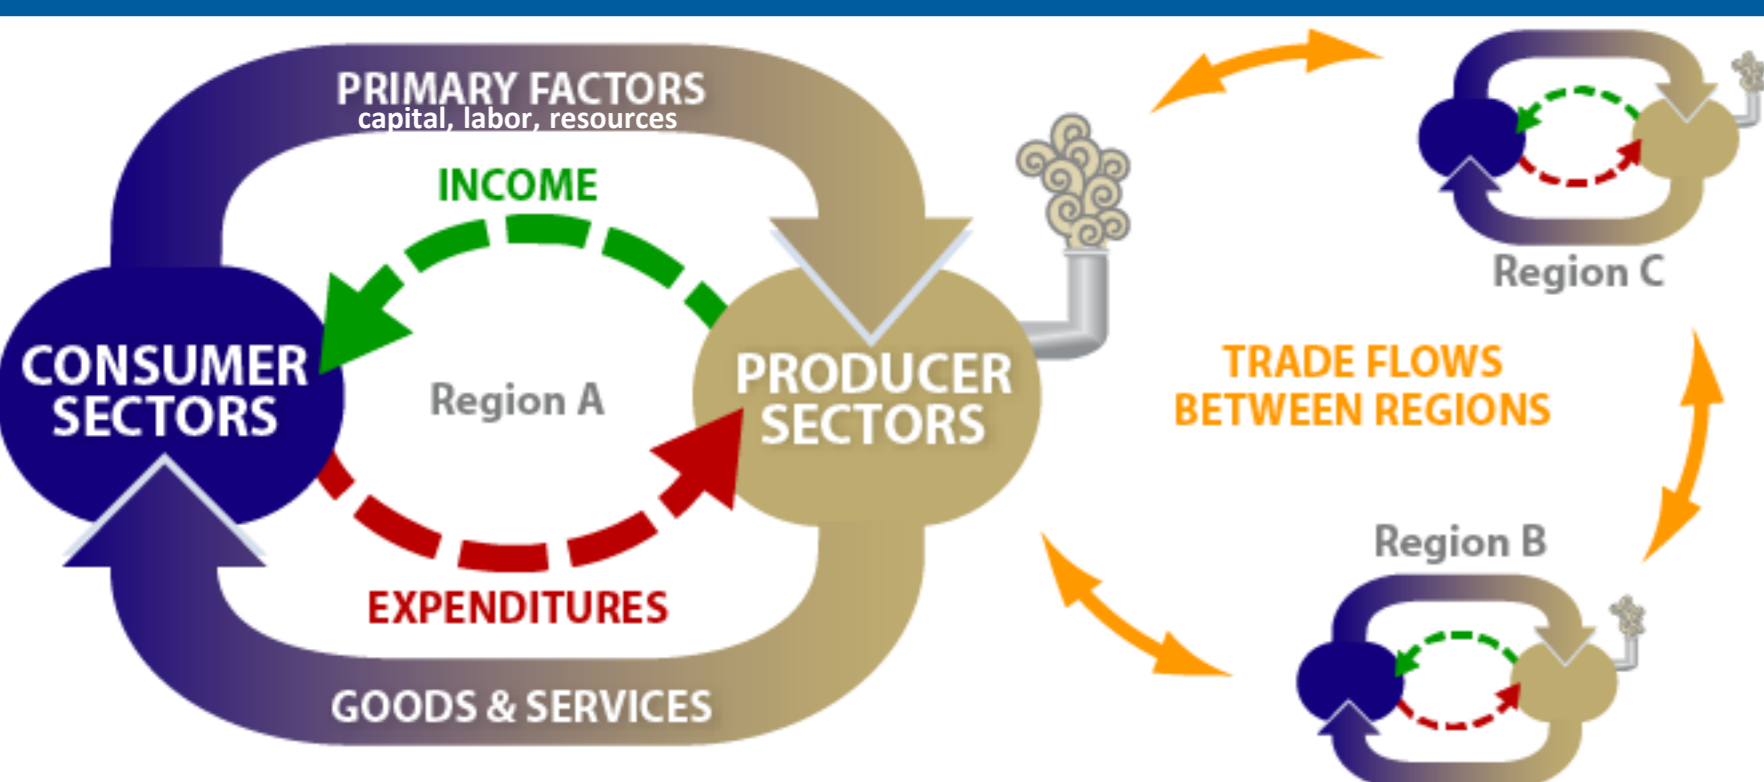 PRIMARY FACTORS
capital, labor, resources
INCOME
CONSUMER
SECTORS
Region A
PRODUCER
SECTORS
EXPENDITURES
GOODS & SERVICES
Region C
TRADE FLOWS
BETWEEN REGIONS
Region B